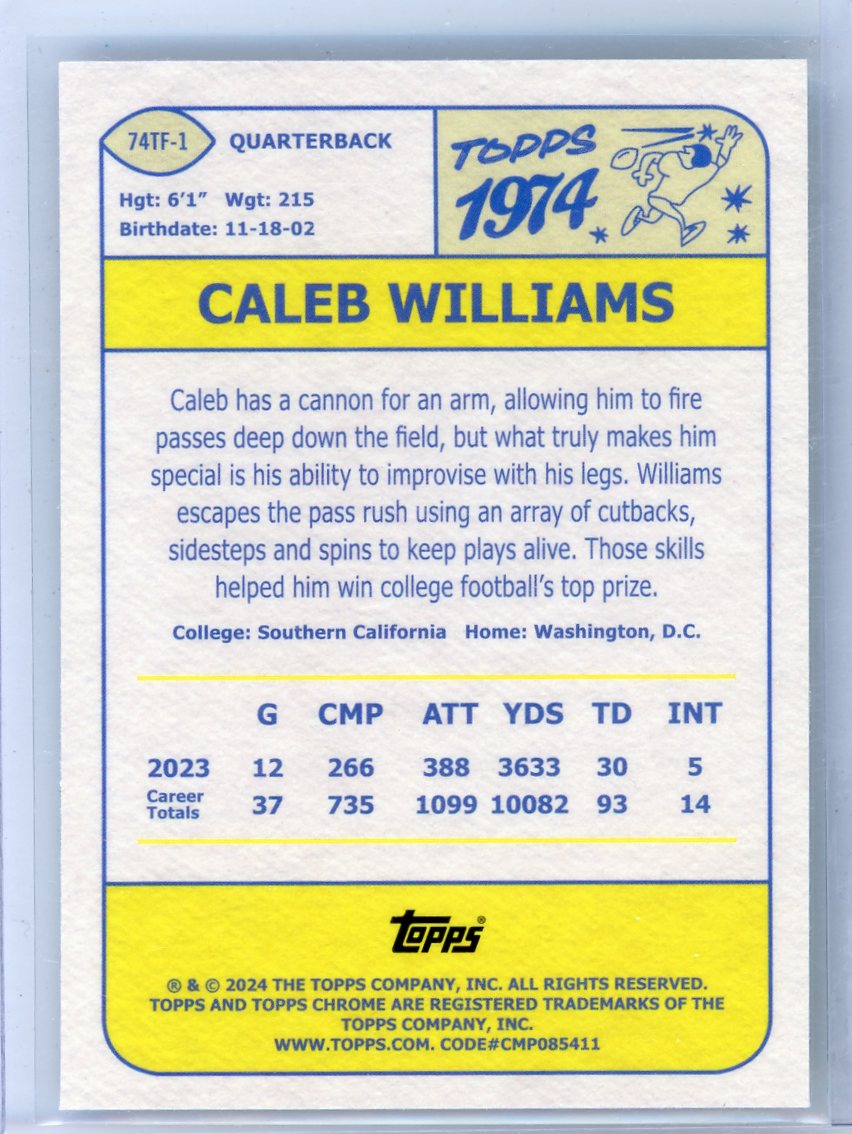 74TF-1 QUARTERBACK
Hgt: 6'1" Wgt: 215
Birthdate: 11-18-02
TOPPS
1974
CALEB WILLIAMS
Caleb has a cannon for an arm, allowing him to fire
passes deep down the field, but what truly makes him
special is his ability to improvise with his legs. Williams
escapes the pass rush using an array of cutbacks,
sidesteps and spins to keep plays alive. Those skills
helped him win college football's top prize.
College: Southern California Home: Washington, D.C.
G CMP ATT YDS TD INT
2023 12 266 388 3633 30 5
Career Totals 37 735 1099 10082 93 14
Topps®
® & © 2024 THE TOPPS COMPANY, INC. ALL RIGHTS RESERVED.
TOPPS AND TOPPS CHROME ARE REGISTERED TRADEMARKS OF THE
TOPPS COMPANY, INC.
WWW.TOPPS.COM. CODE#CMP085411